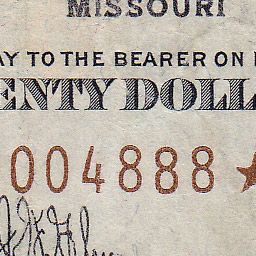 MISSOURI
AY TO THE BEARER ON
ENTY DOLL
004888★